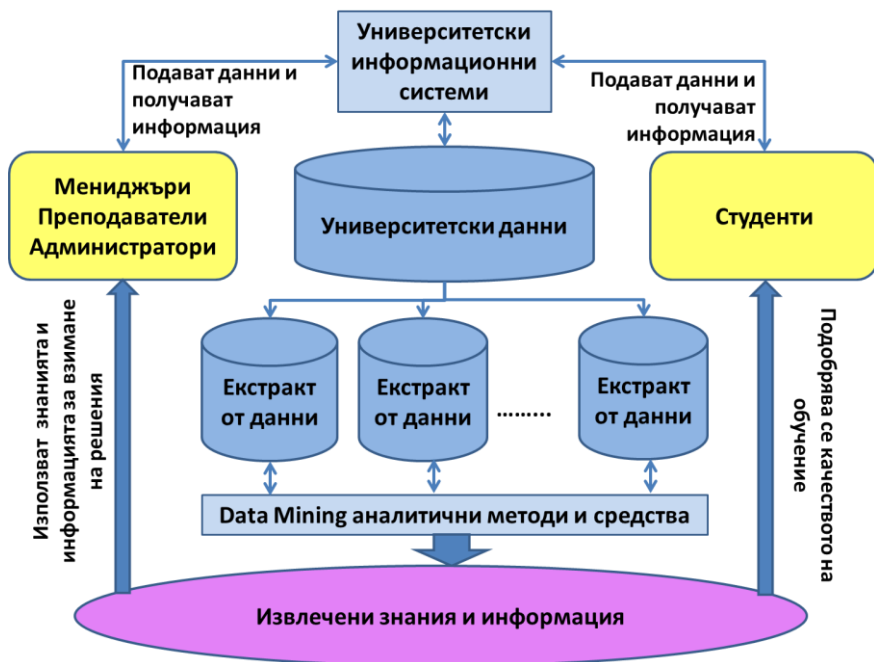 Университетски
информационни
системи
Подават данни и
получават
информация
Подават данни и
получават
информация
Мениджъри
Преподаватели
Администратори
Университетски данни
Студенти
Използват знанията и
информацията за взимане
на решения
Екстракт
от данни
Екстракт
от данни
.........
Екстракт
от данни
Подобрява се качеството на
обучение
Data Mining аналитични методи и средства
Извлечени знания и информация